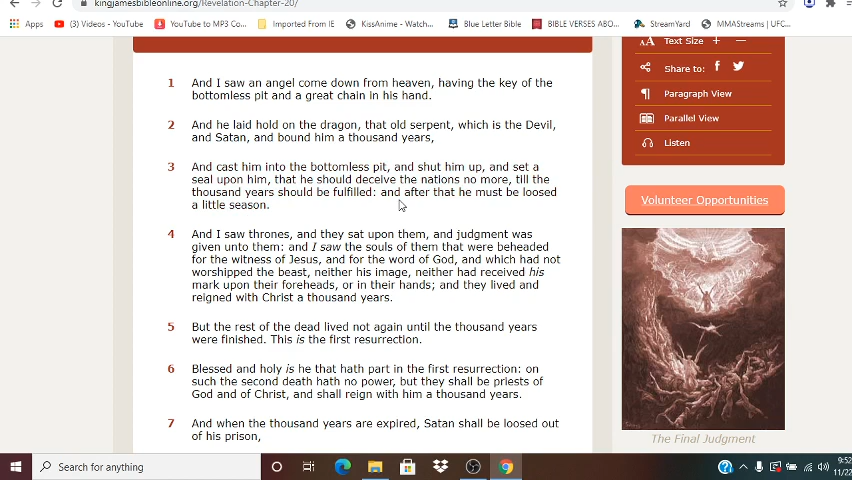 kingjamesbibleonline.org/Revelation-Chapter-20/
Apps (3) Videos - YouTube YouTube to MP3 Co... Imported From IE KissAnime - Watch... Blue Letter Bible BIBLE VERSES ABO... StreamYard MMAStreams | UFC...
1 And I saw an angel come down from heaven, having the key of the
bottomless pit and a great chain in his hand.
2 And he laid hold on the dragon, that old serpent, which is the Devil,
and Satan, and bound him a thousand years,
3 And cast him into the bottomless pit, and shut him up, and set a
seal upon him, that he should deceive the nations no more, till the
thousand years should be fulfilled: and after that he must be loosed
a little season.
4 And I saw thrones, and they sat upon them, and judgment was
given unto them: and I saw the souls of them that were beheaded
for the witness of Jesus, and for the word of God, and which had not
worshipped the beast, neither his image, neither had received his
mark upon their foreheads, or in their hands; and they lived and
reigned with Christ a thousand years.
5 But the rest of the dead lived not again until the thousand years
were finished. This is the first resurrection.
6 Blessed and holy is he that hath part in the first resurrection: on
such the second death hath no power, but they shall be priests of
God and of Christ, and shall reign with him a thousand years.
7 And when the thousand years are expired, Satan shall be loosed out
of his prison,
AA Text Size + —
Share to:
Paragraph View
Parallel View
Listen
Volunteer Opportunities
The Final Judgment
Search for anything
9:52
11/22